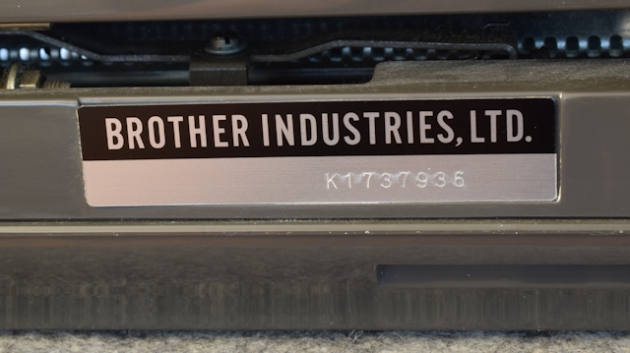 BROTHER INDUSTRIES, LTD.
K1737936